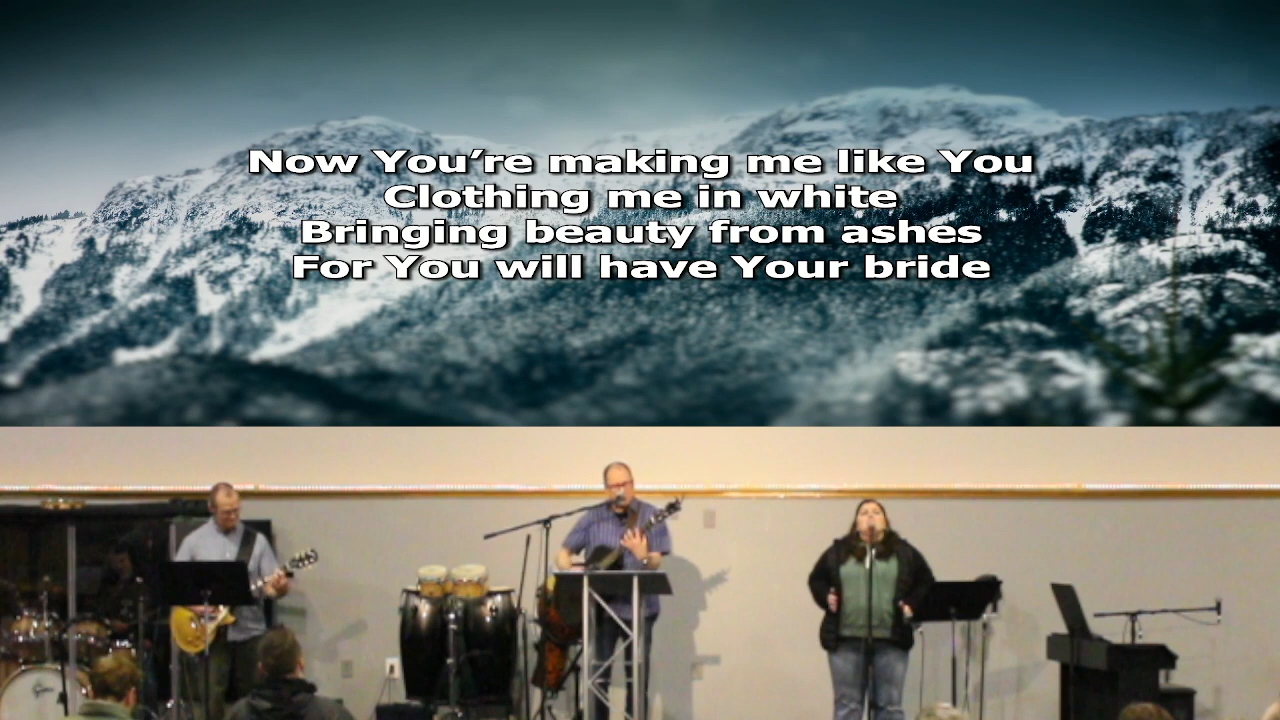 Now You're making me like You
Clothing me in white
Bringing beauty from ashes
For You will have Your bride